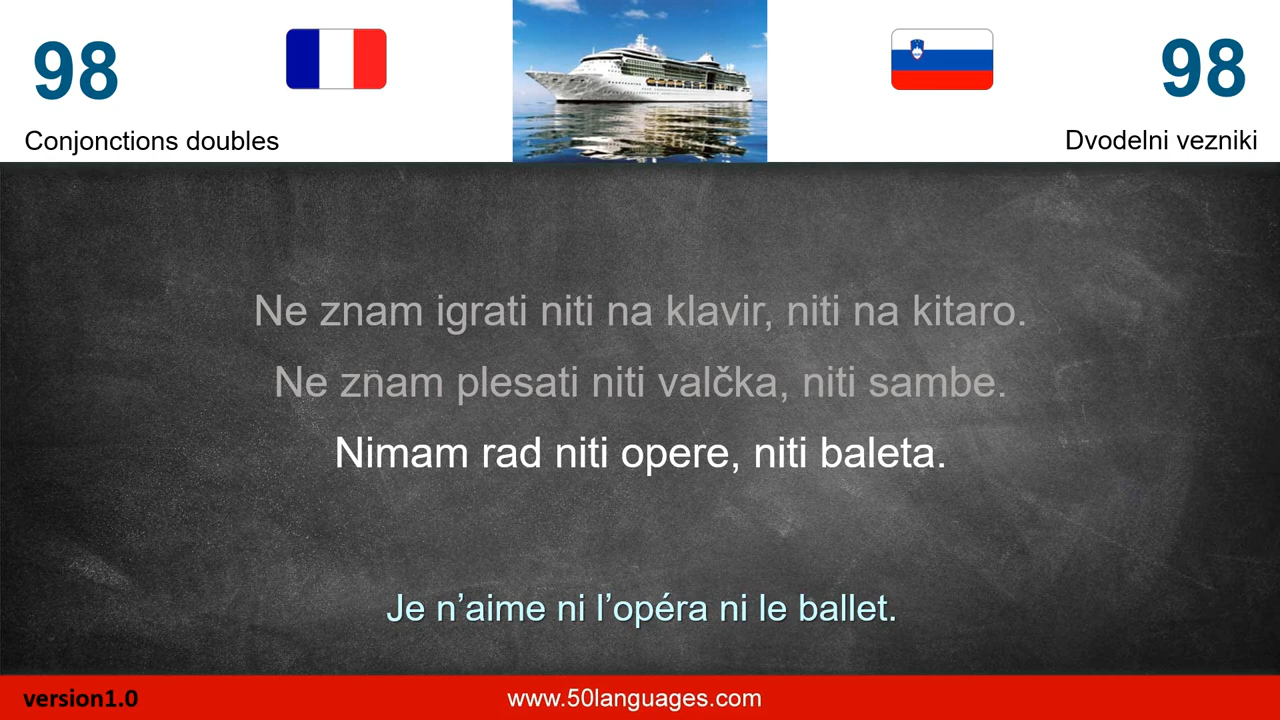 98
98
Conjonctions doubles
Dvodelni vezniki
Ne znam igrati niti na klavir, niti na kitaro.
Ne znam plesati niti valčka, niti sambe.
Nimam rad niti opere, niti baleta.
Je n’aime ni l’opéra ni le ballet.
version1.0
www.50languages.com